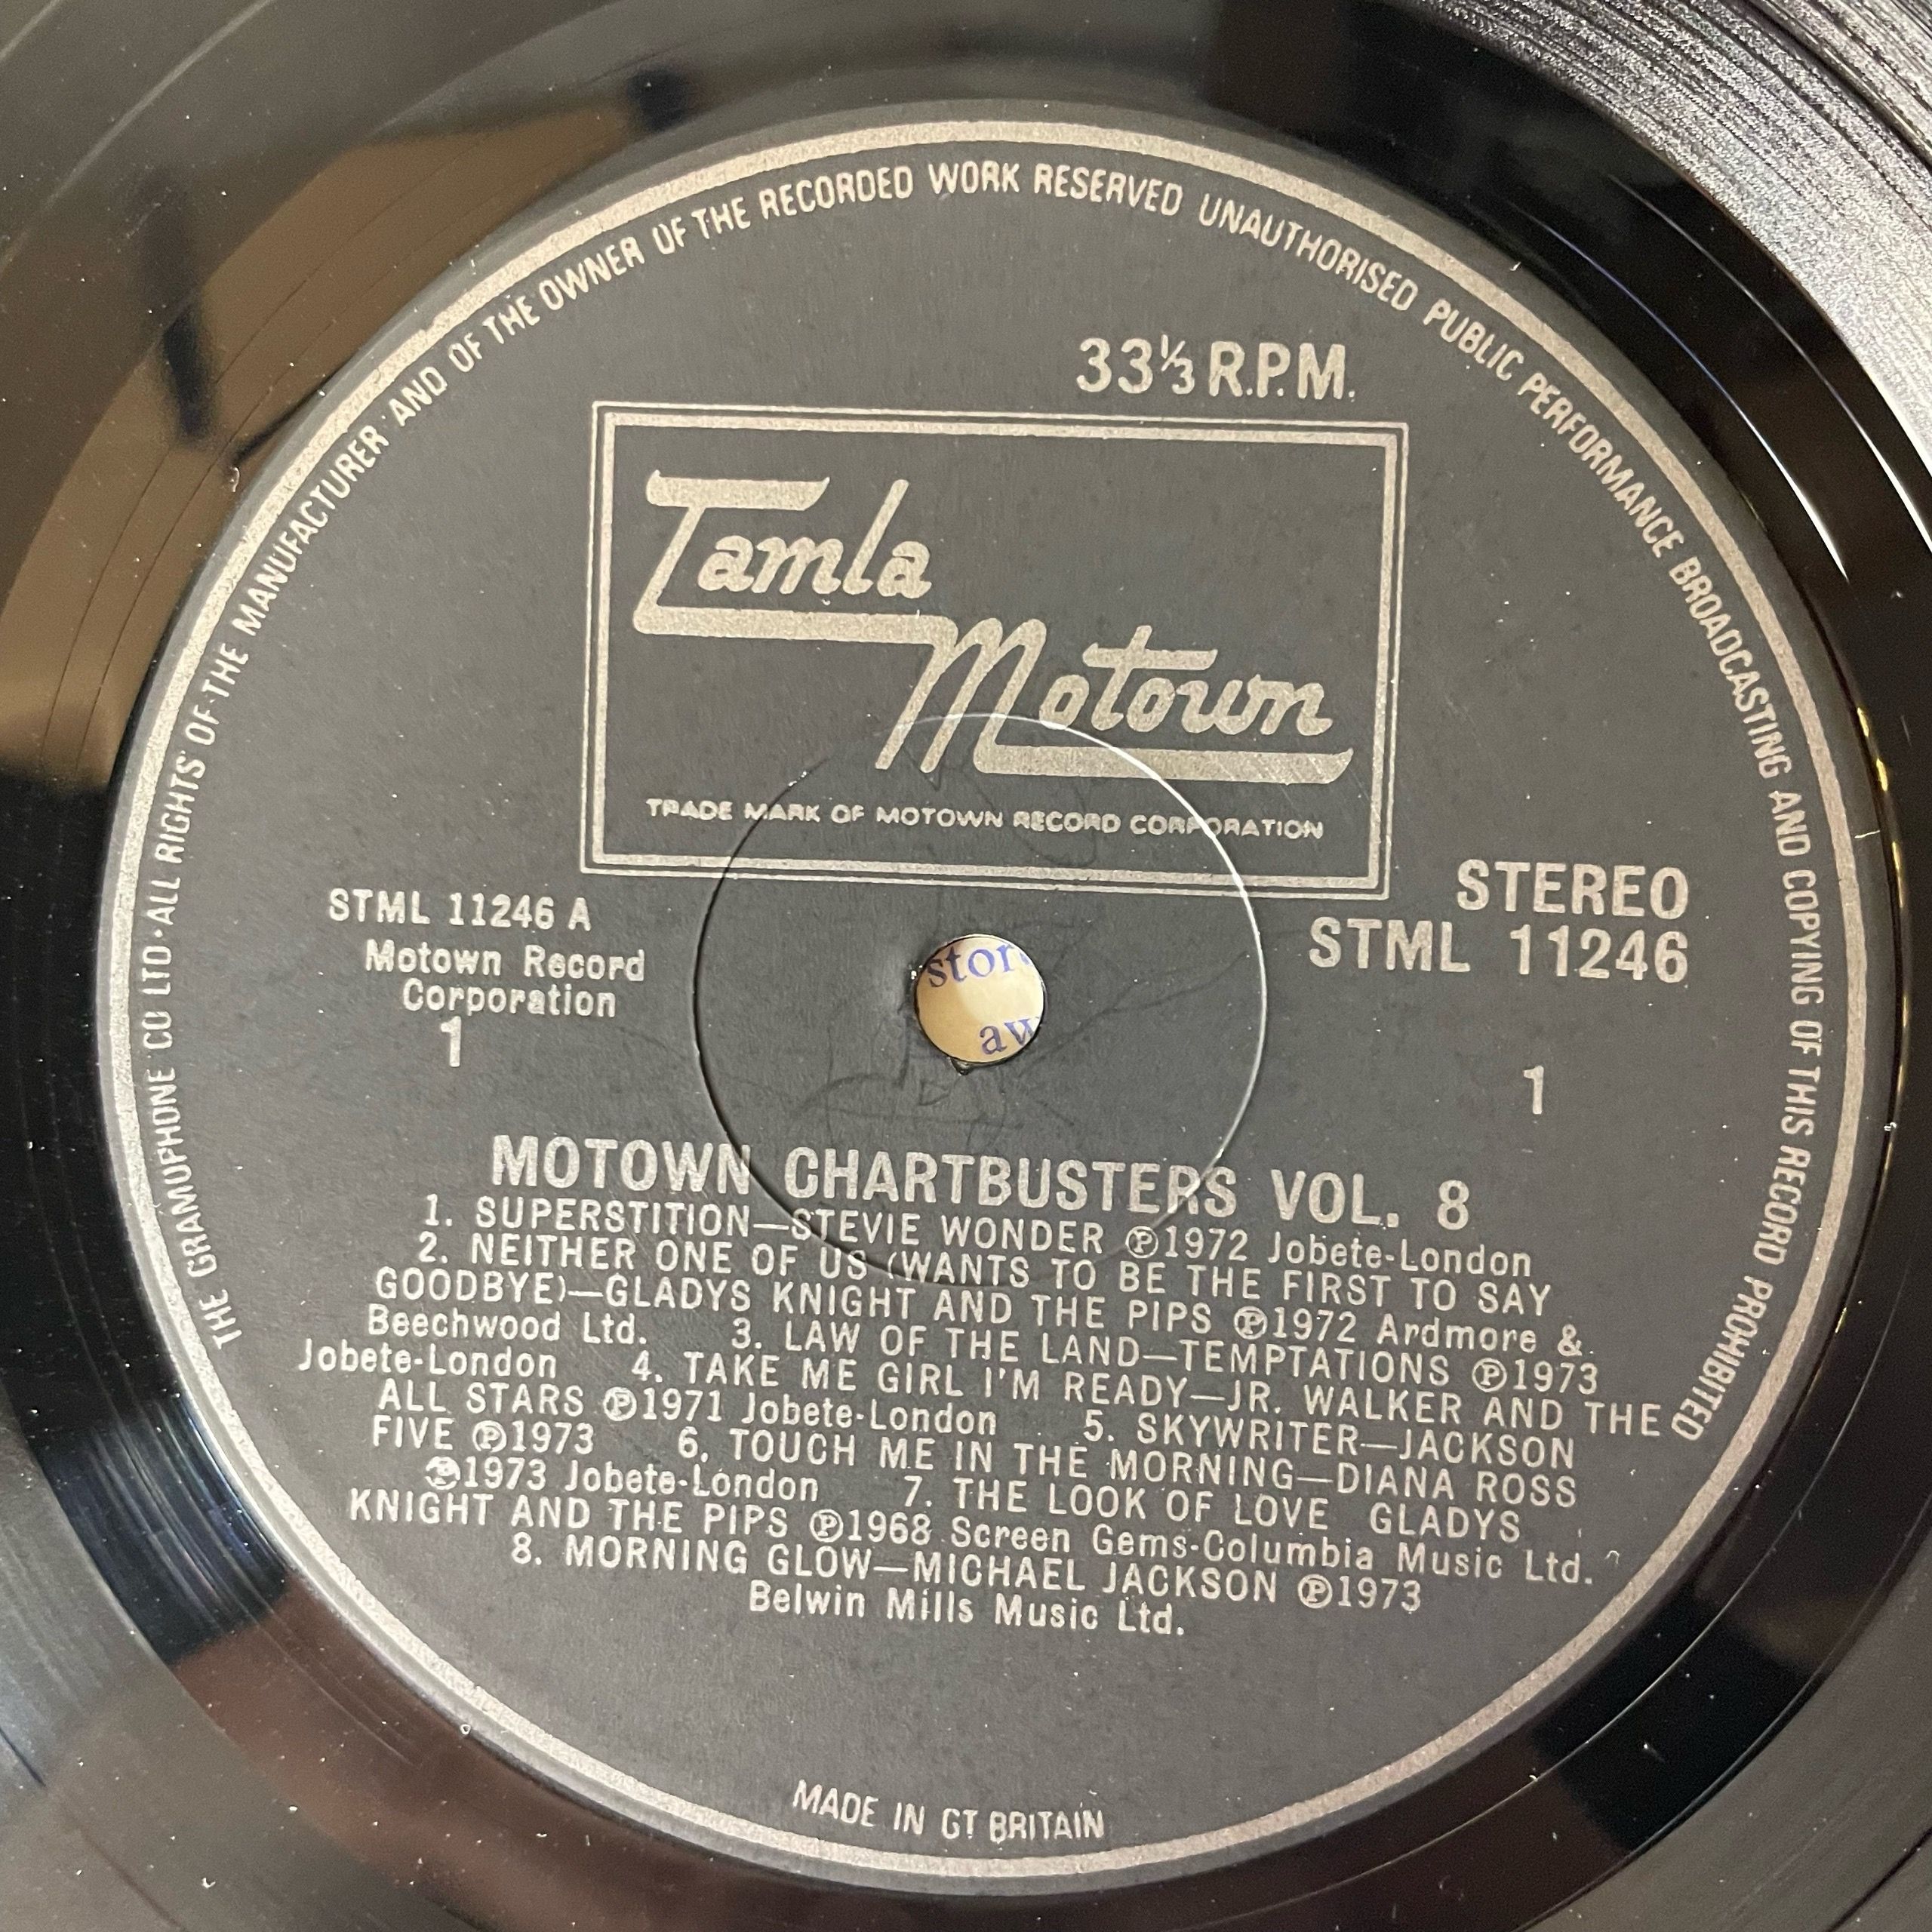 THE GRAMOPHONE CO LTD · ALL RIGHTS OF THE MANUFACTURER AND OF THE OWNER OF THE RECORDED WORK RESERVED UNAUTHORISED PUBLIC PERFORMANCE BROADCASTING AND COPYING OF THIS RECORD PROHIBITED
33⅓ R.P.M.
Tamla
Motown
TRADE MARK OF MOTOWN RECORD CORPORATION
STML 11246 A
Motown Record
Corporation
1
STEREO
STML 11246
1
stor
aw
MOTOWN CHARTBUSTERS VOL. 8
1. SUPERSTITION—STEVIE WONDER ℗1972 Jobete-London
2. NEITHER ONE OF US (WANTS TO BE THE FIRST TO SAY
GOODBYE)—GLADYS KNIGHT AND THE PIPS ℗1972 Ardmore &
Beechwood Ltd. 3. LAW OF THE LAND—TEMPTATIONS ℗1973
Jobete-London 4. TAKE ME GIRL I'M READY—JR. WALKER AND THE
ALL STARS ℗1971 Jobete-London 5. SKYWRITER—JACKSON
FIVE ℗1973 6. TOUCH ME IN THE MORNING—DIANA ROSS
℗1973 Jobete-London 7. THE LOOK OF LOVE GLADYS
KNIGHT AND THE PIPS ℗1968 Screen Gems-Columbia Music Ltd.
8. MORNING GLOW—MICHAEL JACKSON ℗1973
Belwin Mills Music Ltd.
MADE IN GT BRITAIN